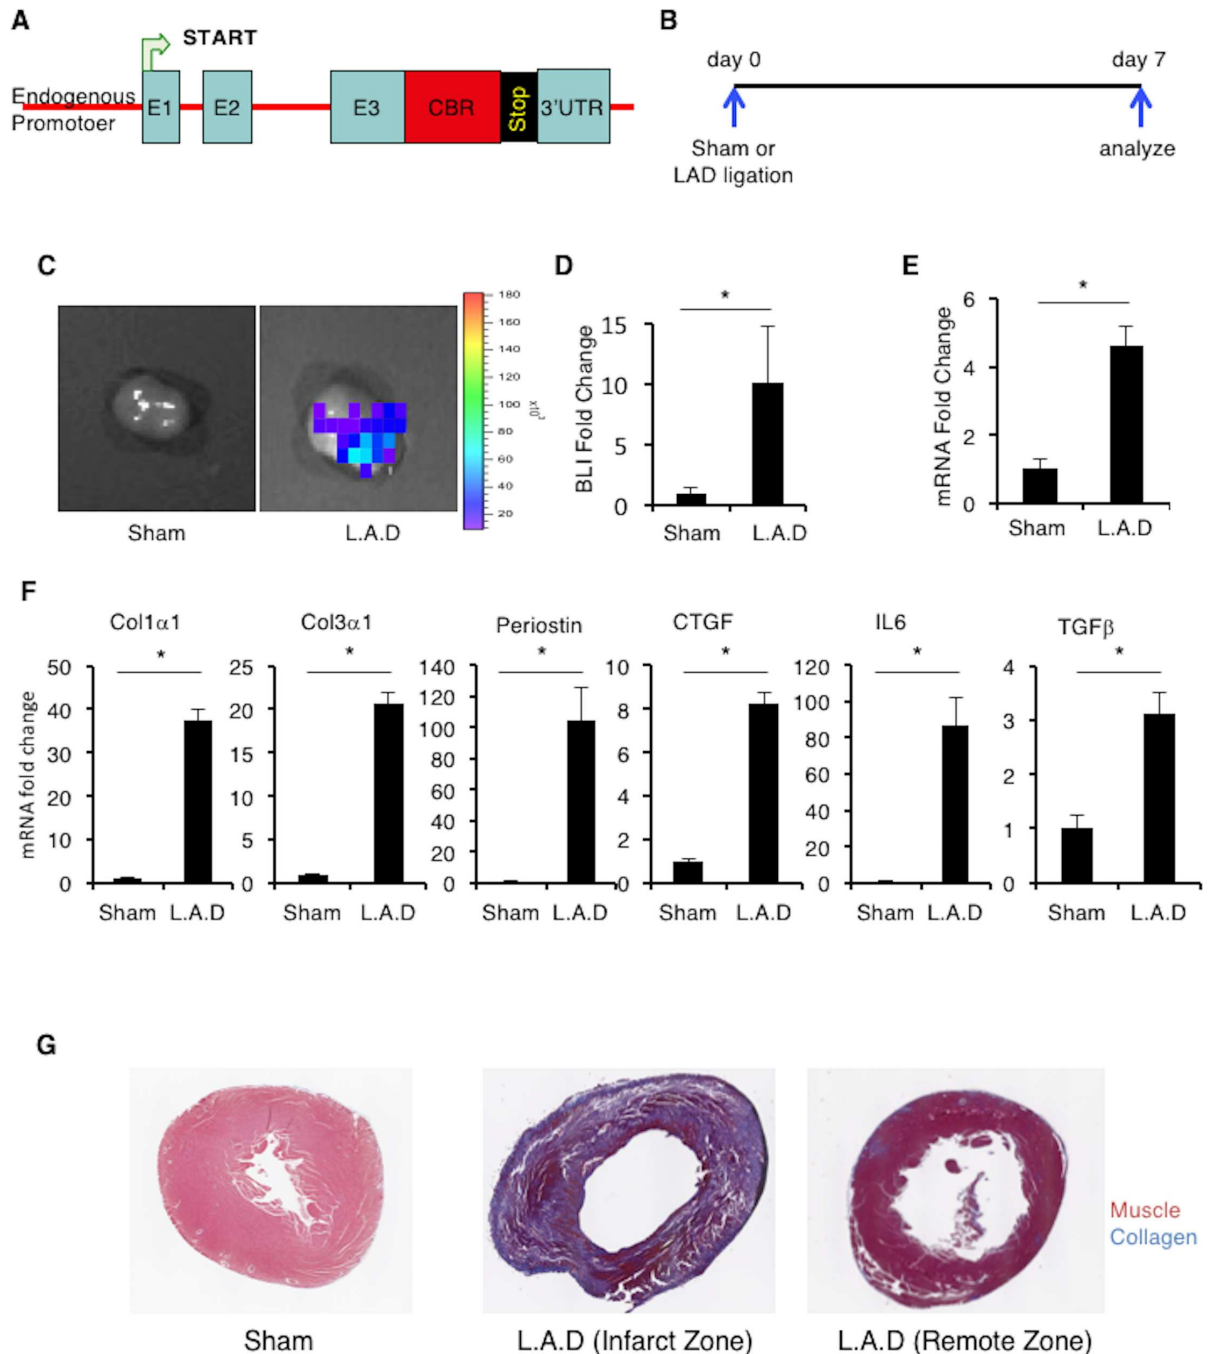 A
START
Endogenous
Promotoer
E1
E2
E3
CBR
Stop
3'UTR
B
day 0
day 7
Sham or
LAD ligation
analyze
C
Sham
L.A.D
180
160
140
120
100
80
60
40
20
x10³
D
*
BLI Fold Change
15
10
5
0
Sham
L.A.D
E
*
mRNA Fold Change
6
4
2
0
Sham
L.A.D
F
mRNA fold change
Col1α1
*
50
40
30
20
10
0
Sham L.A.D
Col3α1
*
25
20
15
10
5
0
Sham L.A.D
Periostin
*
140
120
100
80
60
40
20
0
Sham L.A.D
CTGF
*
10
8
6
4
2
0
Sham L.A.D
IL6
*
120
100
80
60
40
20
0
Sham L.A.D
TGFβ
*
4
3
2
1
0
Sham L.A.D
G
Sham
L.A.D (Infarct Zone)
L.A.D (Remote Zone)
Muscle
Collagen